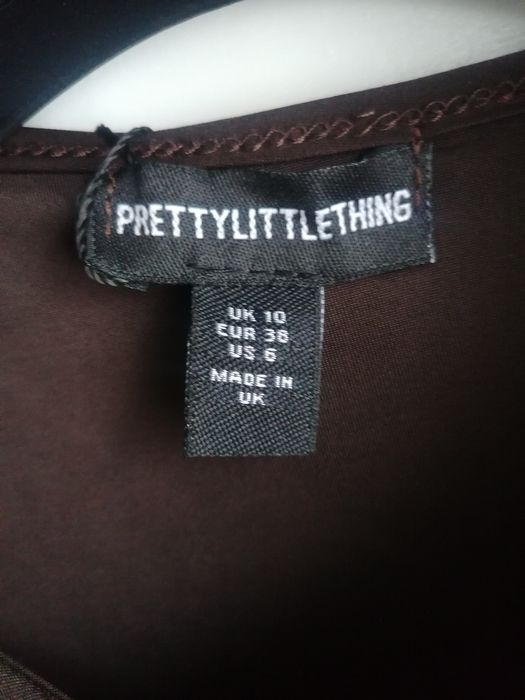 PRETTYLITTLETHING
UK 10
EUR 38
US 6
MADE IN
UK